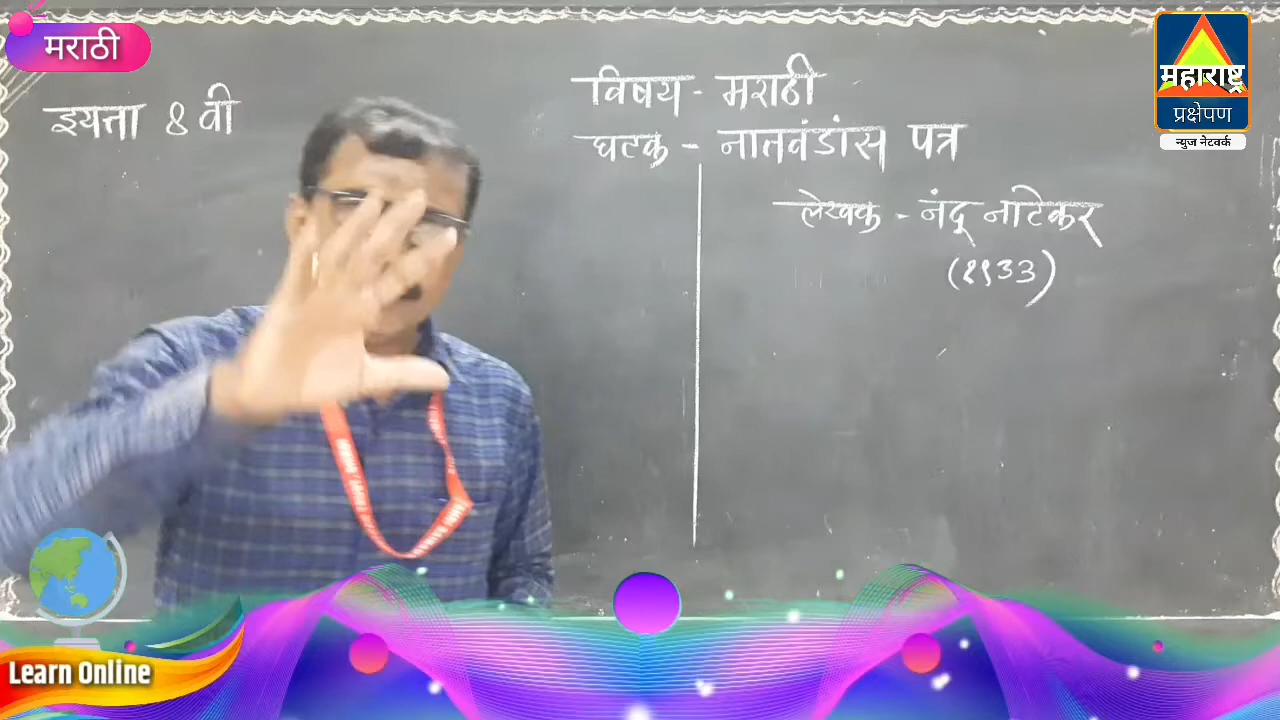 मराठी
महाराष्ट्र
प्रक्षेपण
न्युज नेटवर्क
इयत्ता 8 वी
विषय - मराठी
घटक - नातवंडांस पत्र
लेखक - नंदू नाटेकर
(१९३३)
Learn Online